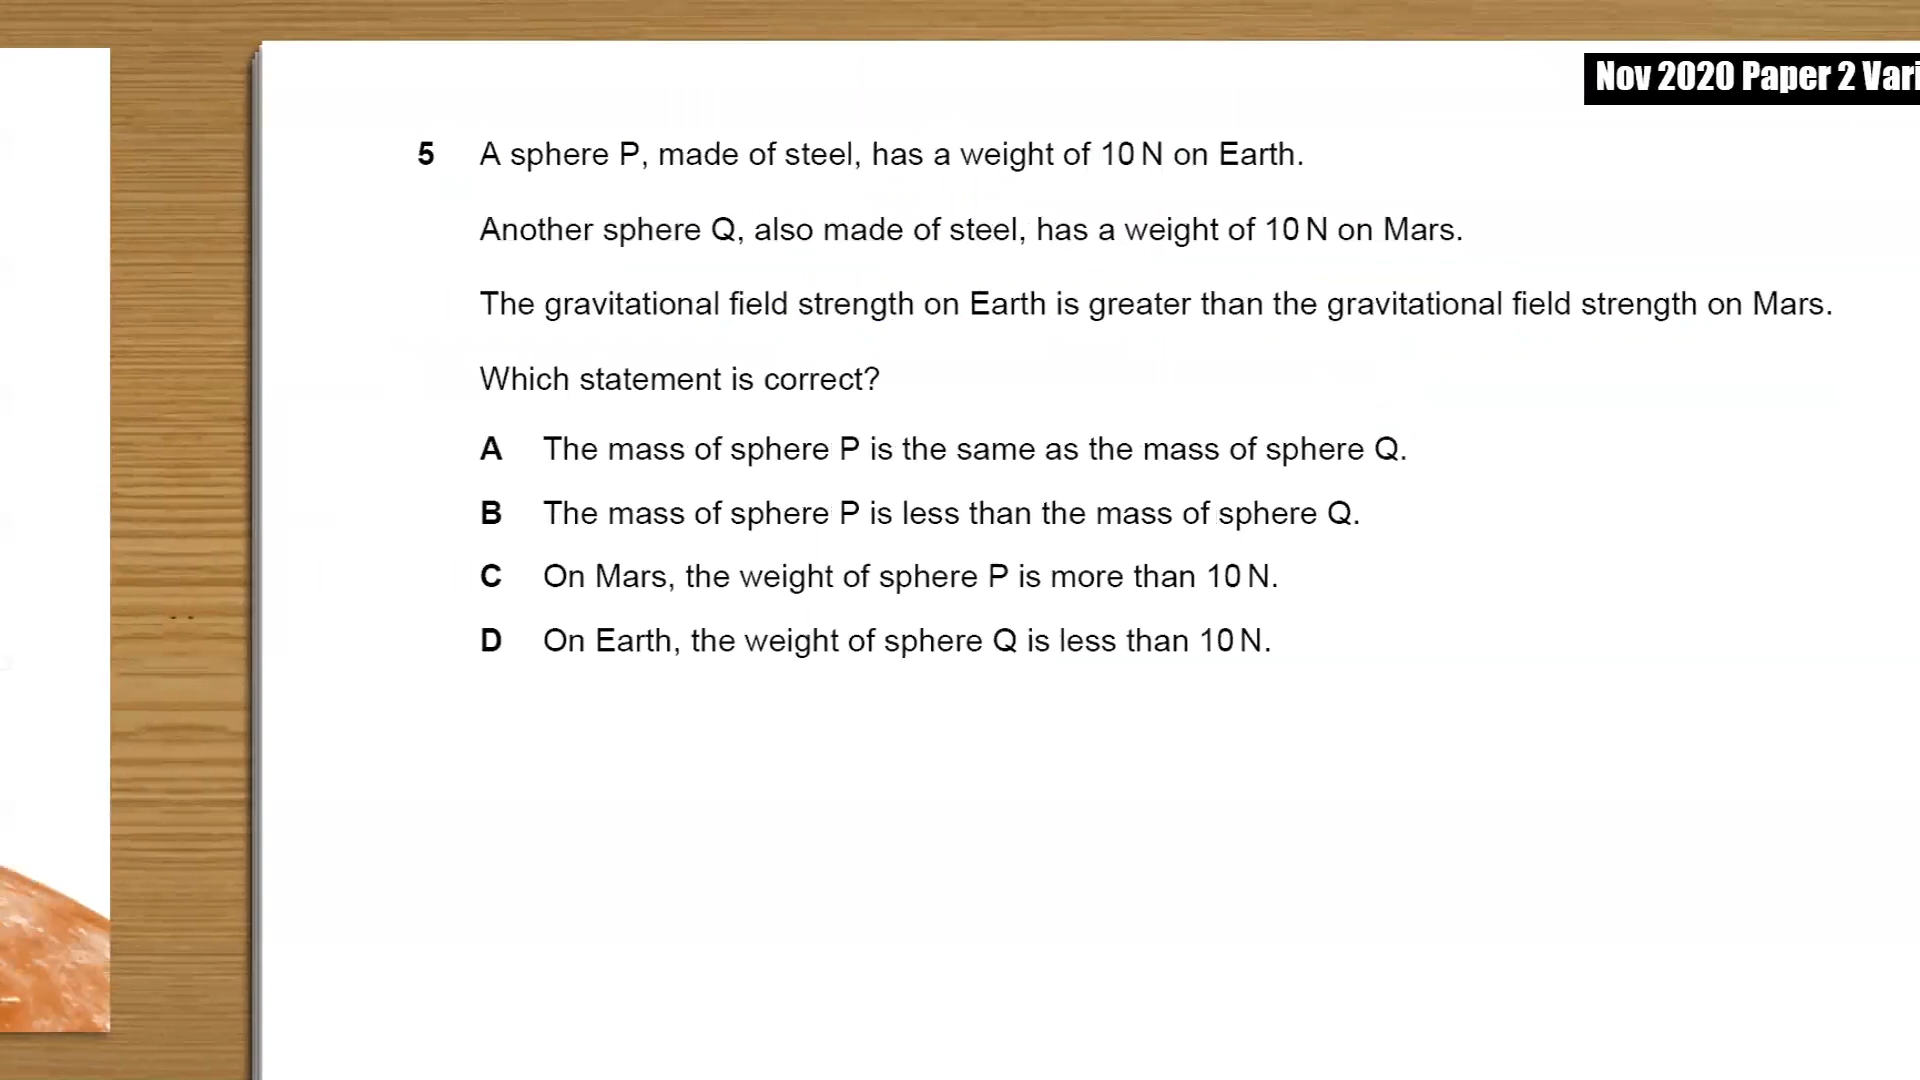 Nov 2020 Paper 2 Vari
5 A sphere P, made of steel, has a weight of 10 N on Earth.
Another sphere Q, also made of steel, has a weight of 10 N on Mars.
The gravitational field strength on Earth is greater than the gravitational field strength on Mars.
Which statement is correct?
A The mass of sphere P is the same as the mass of sphere Q.
B The mass of sphere P is less than the mass of sphere Q.
C On Mars, the weight of sphere P is more than 10 N.
D On Earth, the weight of sphere Q is less than 10 N.